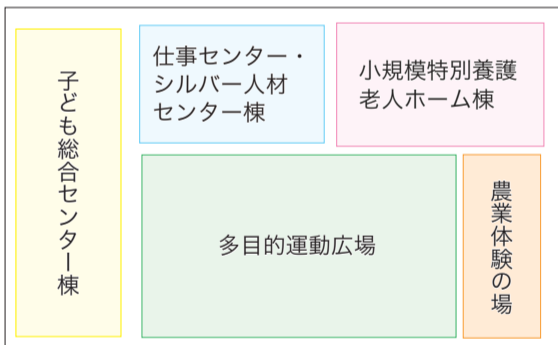 子ども総合センター棟
仕事センター・
シルバー人材
センター棟
小規模特別養護
老人ホーム棟
多目的運動広場
農業体験の場